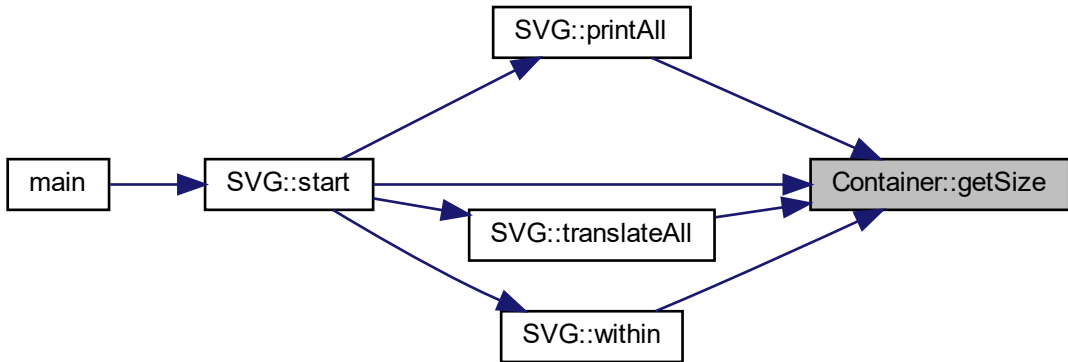 SVG::printAll
main
SVG::start
Container::getSize
SVG::translateAll
SVG::within